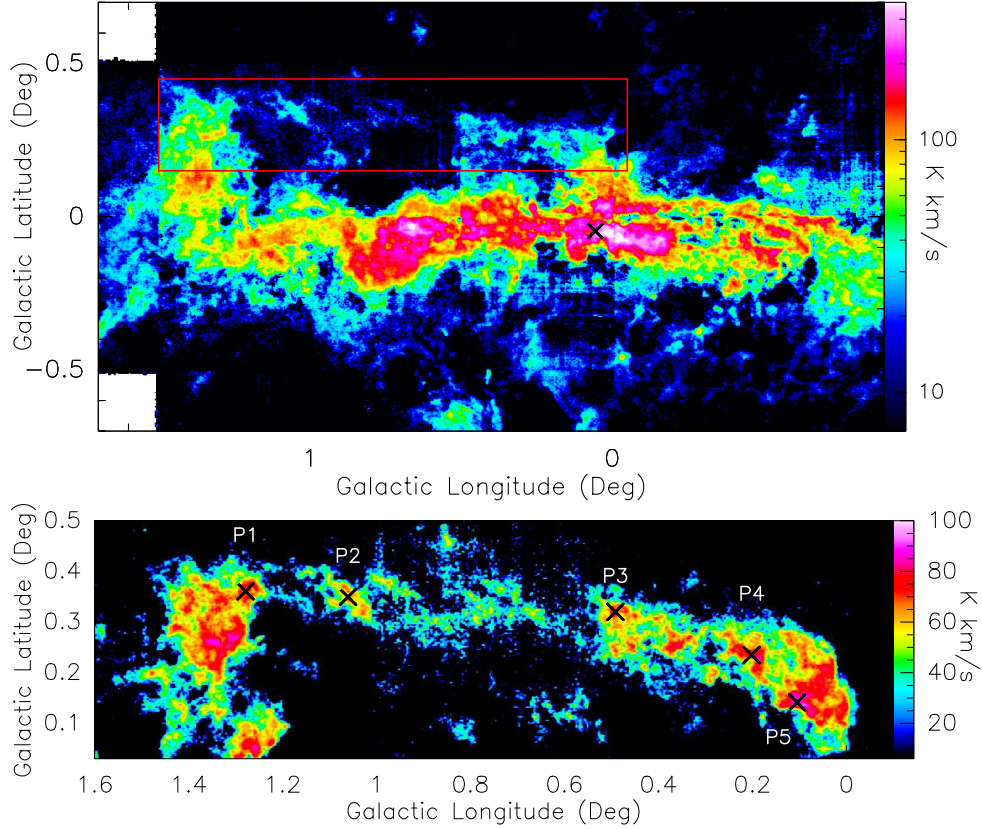 0.5
0
−0.5
Galactic Latitude (Deg)
1
0
Galactic Longitude (Deg)
100
10
K km/s
0.5
0.4
0.3
0.2
0.1
Galactic Latitude (Deg)
P1
P2
P3
P4
P5
1.6
1.4
1.2
1
0.8
0.6
0.4
0.2
0
Galactic Longitude (Deg)
100
80
60
40
20
K km/s